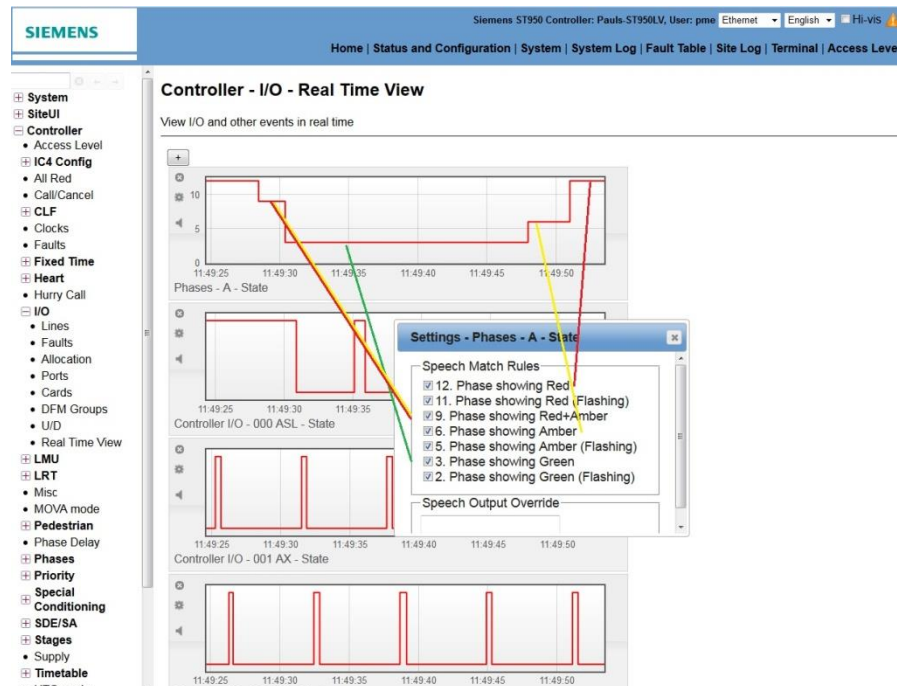 SIEMENS
Siemens ST950 Controller: Pauls-ST950LV, User: pme Ethernet English Hi-vis
Home | Status and Configuration | System | System Log | Fault Table | Site Log | Terminal | Access Leve
System
SiteUI
Controller
Access Level
IC4 Config
All Red
Call/Cancel
CLF
Clocks
Faults
Fixed Time
Heart
Hurry Call
I/O
Lines
Faults
Allocation
Ports
Cards
DFM Groups
U/D
Real Time View
LMU
LRT
Misc
MOVA mode
Pedestrian
Phase Delay
Phases
Priority
Special
Conditioning
SDE/SA
Stages
Supply
Timetable
Controller - I/O - Real Time View
View I/O and other events in real time
+
10
5
0
11:49:25 11:49:30 11:49:35 11:49:40 11:49:45 11:49:50
Phases - A - State
11:49:25 11:49:30 11:49:35
Controller I/O - 000 ASL - State
11:49:25 11:49:30 11:49:35 11:49:40 11:49:45 11:49:50
Controller I/O - 001 AX - State
11:49:25 11:49:30 11:49:35 11:49:40 11:49:45 11:49:50
Settings - Phases - A - State
Speech Match Rules
12. Phase showing Red
11. Phase showing Red (Flashing)
9. Phase showing Red+Amber
6. Phase showing Amber
5. Phase showing Amber (Flashing)
3. Phase showing Green
2. Phase showing Green (Flashing)
Speech Output Override